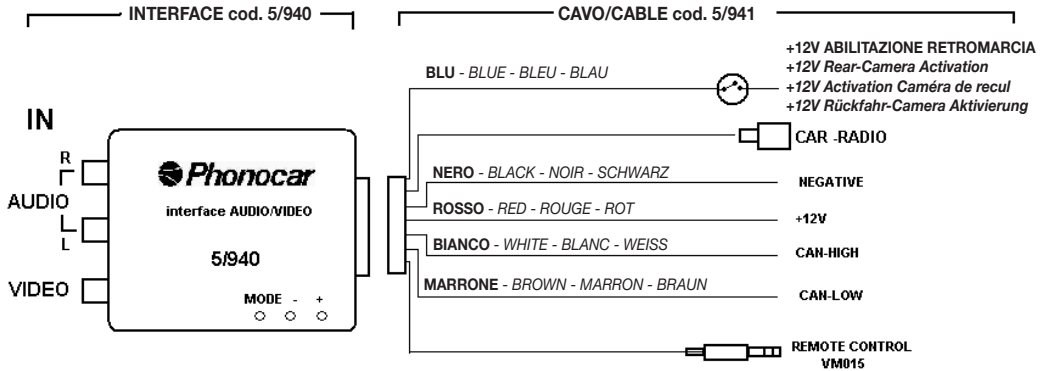 INTERFACE cod. 5/940
CAVO/CABLE cod. 5/941
+12V ABILITAZIONE RETROMARCIA
+12V Rear-Camera Activation
+12V Activation Caméra de recul
+12V Rückfahr-Camera Aktivierung
BLU - BLUE - BLEU - BLAU
IN
R
AUDIO
L
VIDEO
Phonocar
interface AUDIO/VIDEO
5/940
MODE - +
CAR -RADIO
NERO - BLACK - NOIR - SCHWARZ
NEGATIVE
ROSSO - RED - ROUGE - ROT
+12V
BIANCO - WHITE - BLANC - WEISS
CAN-HIGH
MARRONE - BROWN - MARRON - BRAUN
CAN-LOW
REMOTE CONTROL
VM015